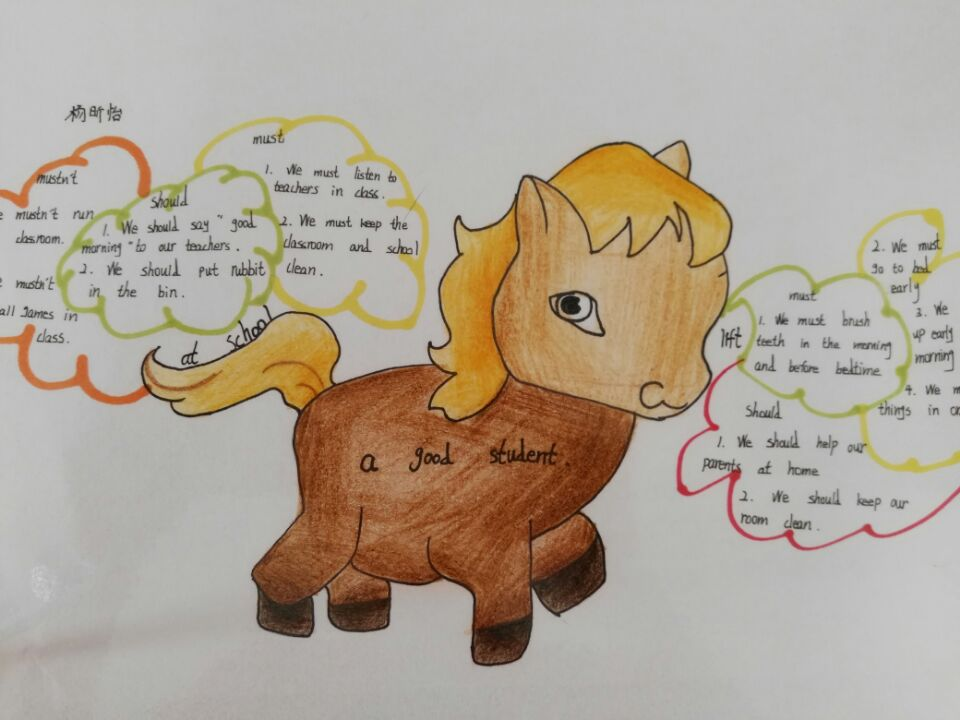 杨昕怡
mustn't
mustn't run
classroom.
mustn't
games in
class.
should
1. We should say "good
morning" to our teachers.
2. We should put rubbit
in the bin.
must
1. We must listen to
teachers in class.
2. We must keep the
classroom and school
clean.
at school
a good student.
lift
must
1. We must brush
teeth in the morning
and before bedtime
2. We must
go to bed
early
3. We
up early
morning
4. We
things in
should
1. We should help our
parents at home
2. We should keep our
room clean.